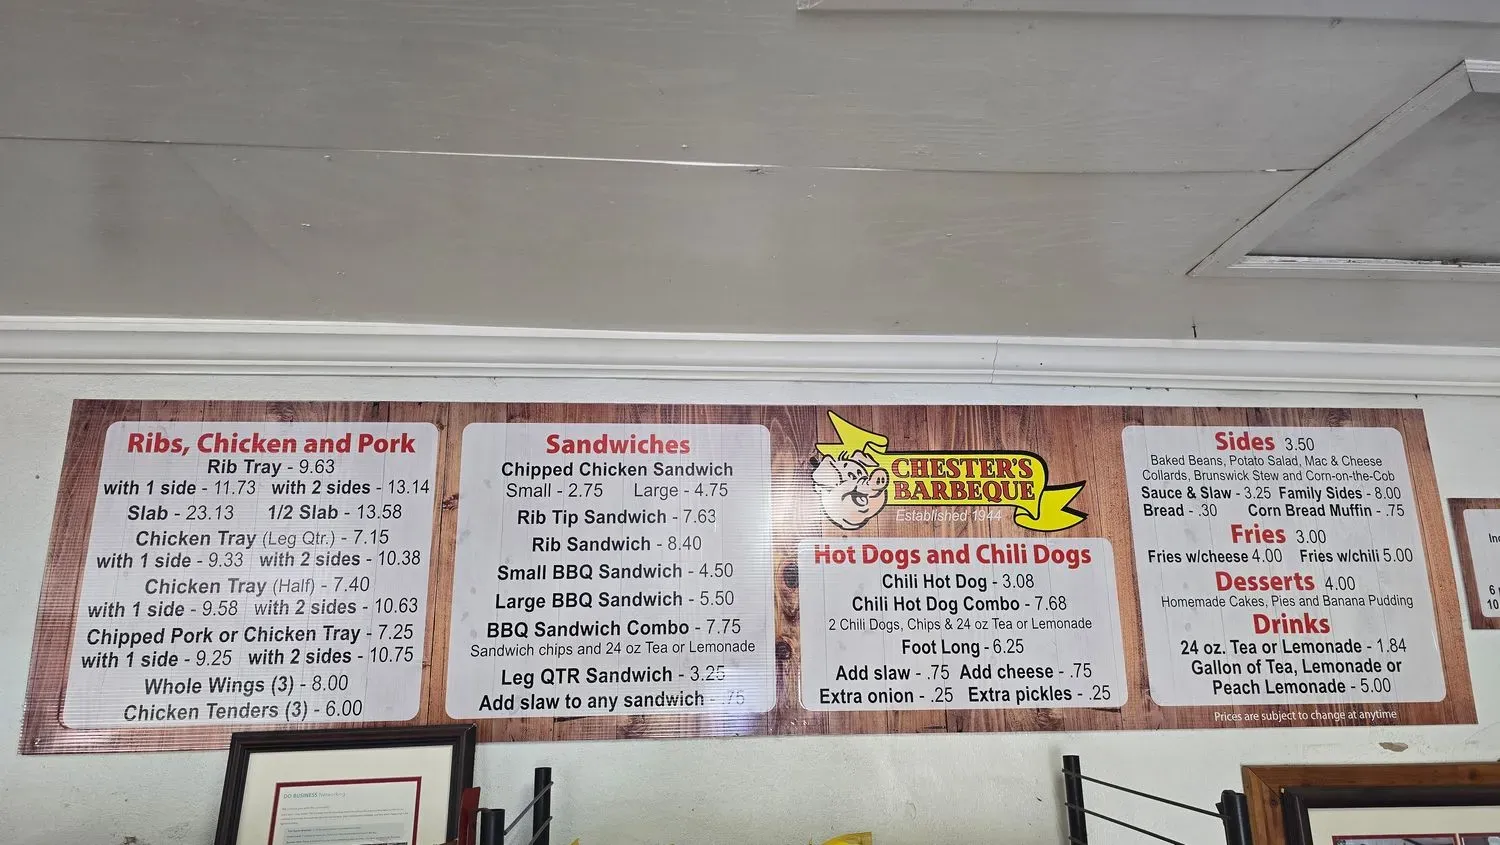 Ribs, Chicken and Pork
Rib Tray - 9.63
with 1 side - 11.73 with 2 sides - 13.14
Slab - 23.13 1/2 Slab - 13.58
Chicken Tray (Leg Qtr.) - 7.15
with 1 side - 9.33 with 2 sides - 10.38
Chicken Tray (Half) - 7.40
with 1 side - 9.58 with 2 sides - 10.63
Chipped Pork or Chicken Tray - 7.25
with 1 side - 9.25 with 2 sides - 10.75
Whole Wings (3) - 8.00
Chicken Tenders (3) - 6.00
Sandwiches
Chipped Chicken Sandwich
Small - 2.75 Large - 4.75
Rib Tip Sandwich - 7.63
Rib Sandwich - 8.40
Small BBQ Sandwich - 4.50
Large BBQ Sandwich - 5.50
BBQ Sandwich Combo - 7.75
Sandwich chips and 24 oz Tea or Lemonade
Leg QTR Sandwich - 3.25
Add slaw to any sandwich - .75
CHESTER'S
BARBEQUE
Established 1944
Hot Dogs and Chili Dogs
Chili Hot Dog - 3.08
Chili Hot Dog Combo - 7.68
2 Chili Dogs, Chips & 24 oz Tea or Lemonade
Foot Long - 6.25
Add slaw - .75 Add cheese - .75
Extra onion - .25 Extra pickles - .25
Sides 3.50
Baked Beans, Potato Salad, Mac & Cheese
Collards, Brunswick Stew and Corn-on-the-Cob
Sauce & Slaw - 3.25 Family Sides - 8.00
Bread - .30 Corn Bread Muffin - .75
Fries 3.00
Fries w/cheese 4.00 Fries w/chili 5.00
Desserts 4.00
Homemade Cakes, Pies and Banana Pudding
Drinks
24 oz. Tea or Lemonade - 1.84
Gallon of Tea, Lemonade or
Peach Lemonade - 5.00
Prices are subject to change at anytime
DO BUSINESS Networking